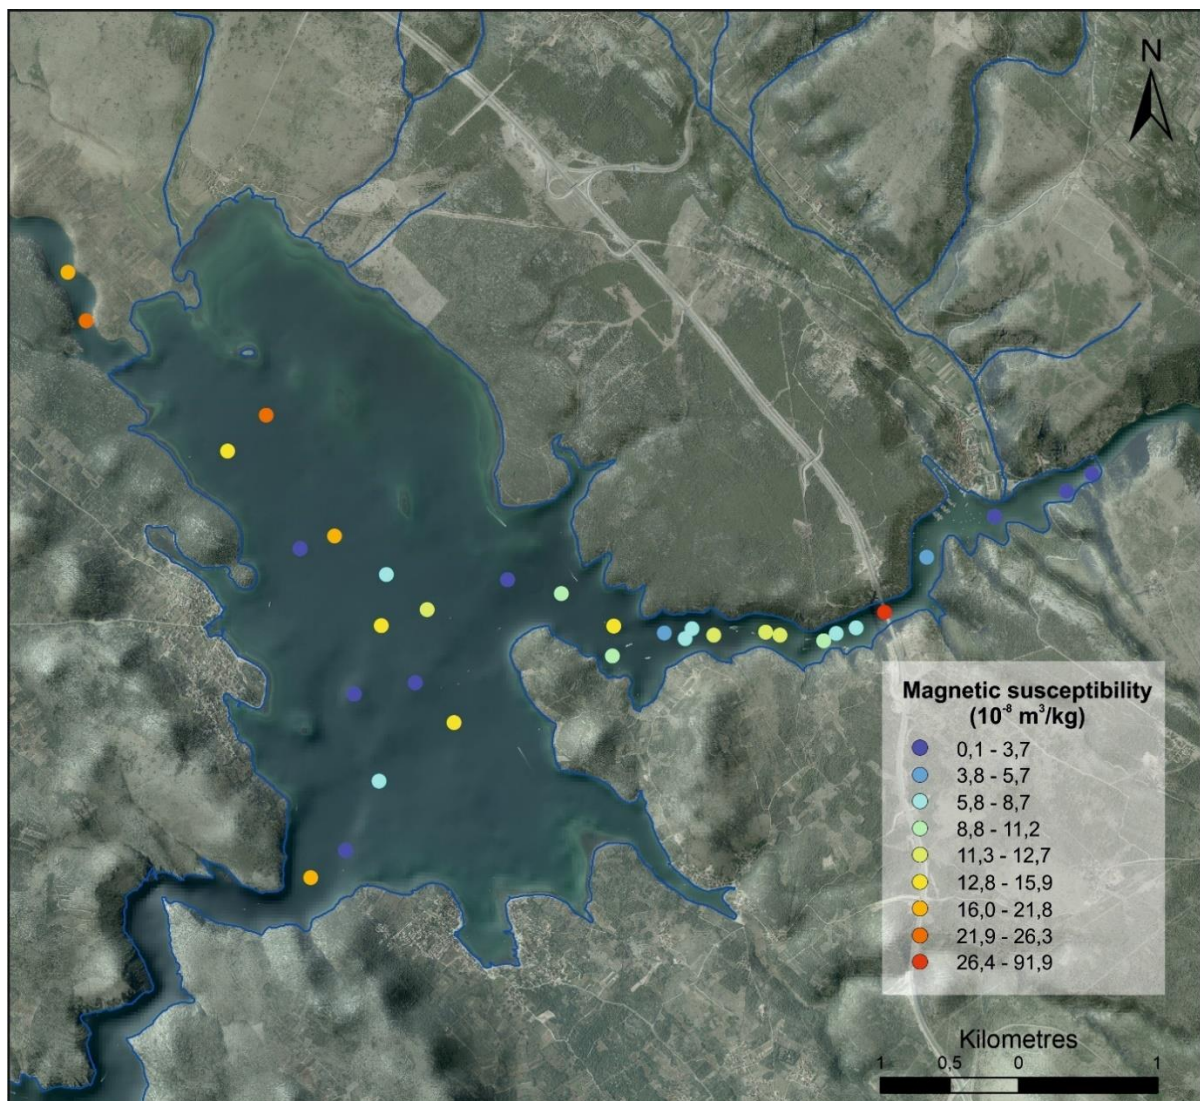 N
Magnetic susceptibility
(10⁻⁸ m³/kg)
0,1 - 3,7
3,8 - 5,7
5,8 - 8,7
8,8 - 11,2
11,3 - 12,7
12,8 - 15,9
16,0 - 21,8
21,9 - 26,3
26,4 - 91,9
Kilometres
1 0,5 0 1